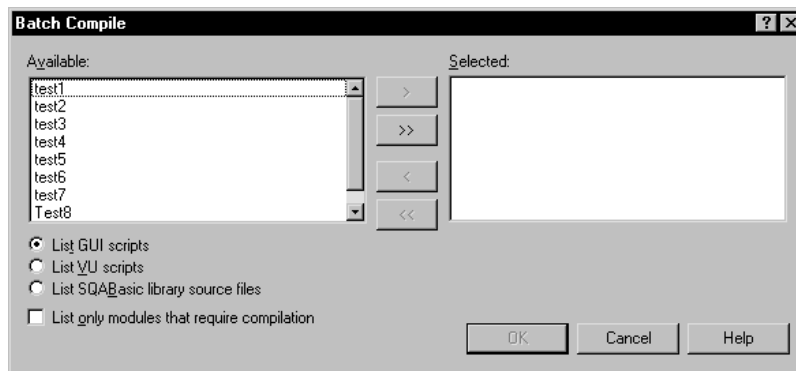 Batch Compile
Available:
Selected:
test1
test2
test3
test4
test5
test6
test7
Test8
>
>>
<
<<
List GUI scripts
List VU scripts
List SQABasic library source files
List only modules that require compilation
OK
Cancel
Help